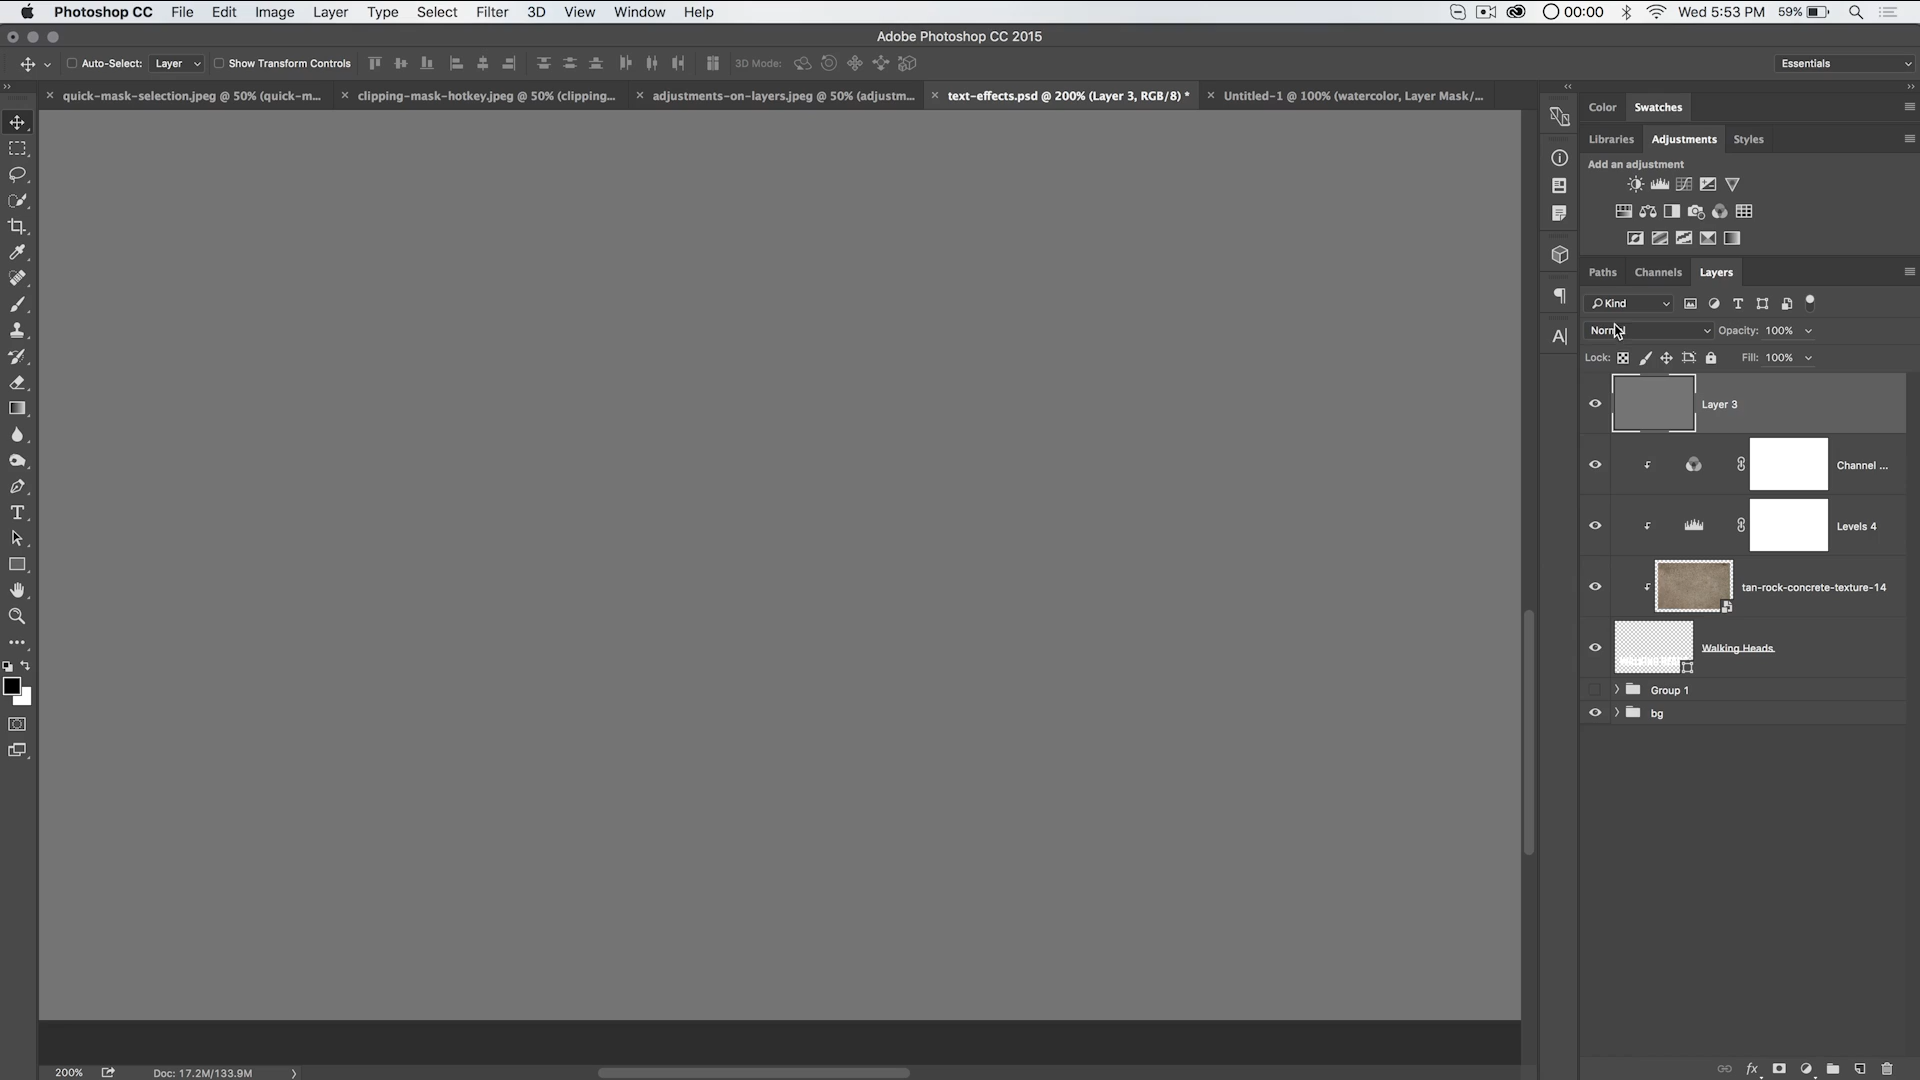 Photoshop CC File Edit Image Layer Type Select Filter 3D View Window Help 00:00 Wed 5:53 PM 59%
Adobe Photoshop CC 2015
Auto-Select: Layer Show Transform Controls 3D Mode: Essentials
quick-mask-selection.jpeg @ 50% (quick-m... clipping-mask-hotkey.jpeg @ 50% (clipping... adjustments-on-layers.jpeg @ 50% (adjustm... text-effects.psd @ 200% (Layer 3, RGB/8) * Untitled-1 @ 100% (watercolor, Layer Mask/...
Color Swatches
Libraries Adjustments Styles
Add an adjustment
Paths Channels Layers
Kind
Normal Opacity: 100%
Lock: Fill: 100%
Layer 3
Channel ...
Levels 4
tan-rock-concrete-texture-14
Walking Heads
Group 1
bg
200% Doc: 17.2M/133.9M